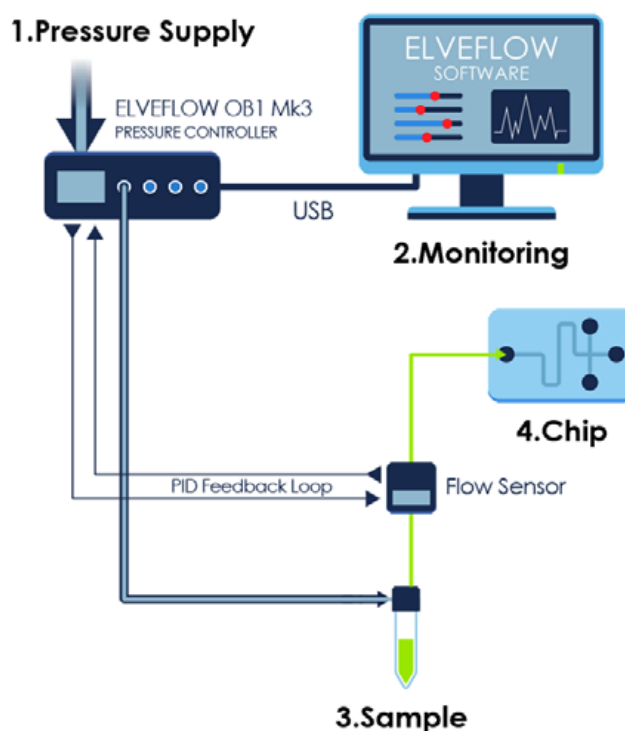 1.Pressure Supply
ELVEFLOW
SOFTWARE
ELVEFLOW OB1 Mk3
PRESSURE CONTROLLER
USB
2.Monitoring
4.Chip
PID Feedback Loop
Flow Sensor
3.Sample